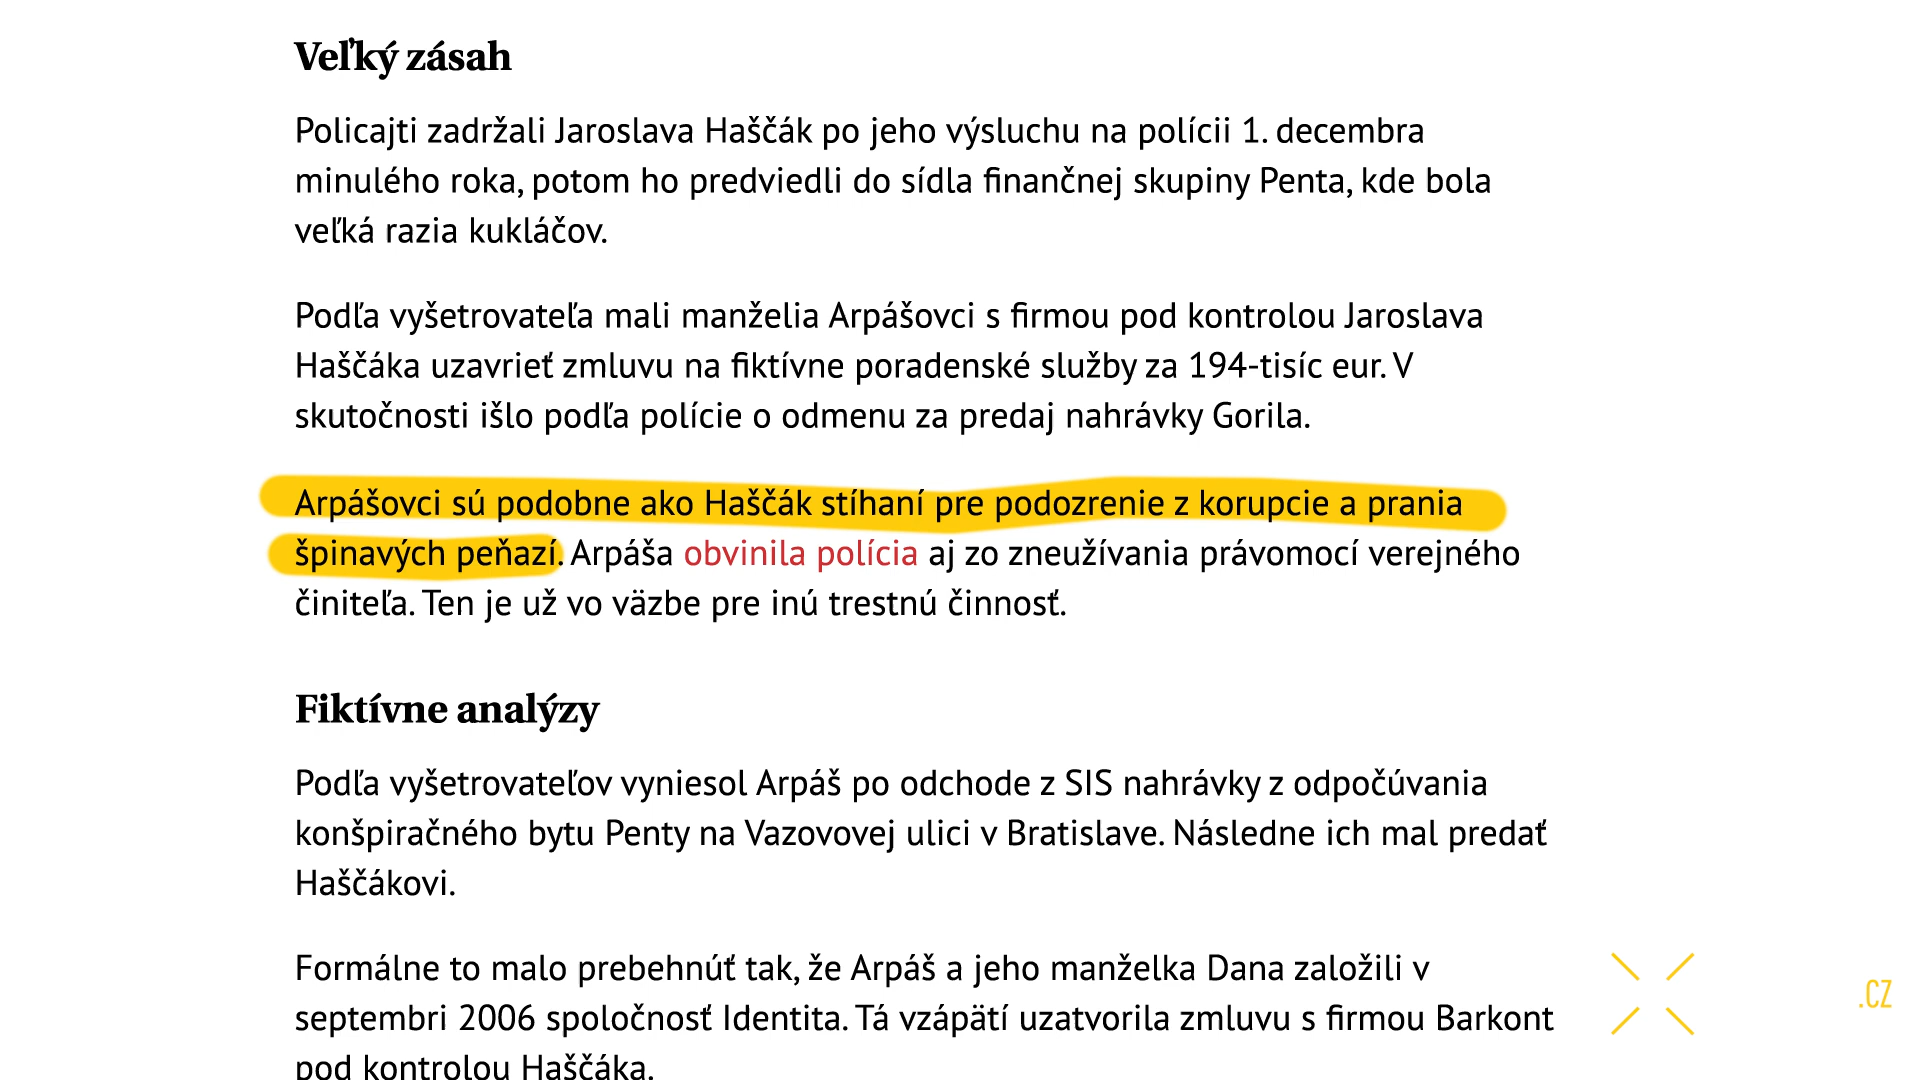 Veľký zásah
Policajti zadržali Jaroslava Haščák po jeho výsluchu na polícii 1. decembra
minulého roka, potom ho predviedli do sídla finančnej skupiny Penta, kde bola
veľká razia kukláčov.
Podľa vyšetrovateľa mali manželia Arpášovci s firmou pod kontrolou Jaroslava
Haščáka uzavrieť zmluvu na fiktívne poradenské služby za 194-tisíc eur. V
skutočnosti išlo podľa polície o odmenu za predaj nahrávky Gorila.
Arpášovci sú podobne ako Haščák stíhaní pre podozrenie z korupcie a prania
špinavých peňazí. Arpáša obvinila polícia aj zo zneužívania právomocí verejného
činiteľa. Ten je už vo väzbe pre inú trestnú činnosť.
Fiktívne analýzy
Podľa vyšetrovateľov vyniesol Arpáš po odchode z SIS nahrávky z odpočúvania
konšpiračného bytu Penty na Vazovovej ulici v Bratislave. Následne ich mal predať
Haščákovi.
Formálne to malo prebehnúť tak, že Arpáš a jeho manželka Dana založili v
septembri 2006 spoločnosť Identita. Tá vzápätí uzatvorila zmluvu s firmou Barkont
pod kontrolou Haščáka.
.CZ